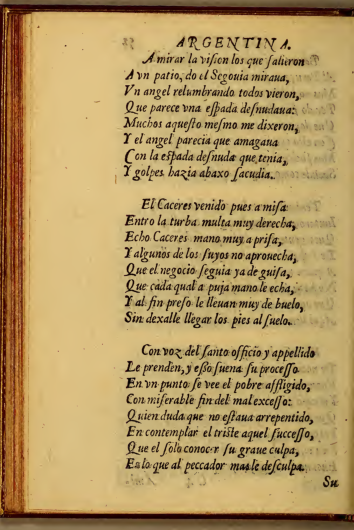 ARGENTINA.
A mirar la vision los que salieron
A vn patio, do el Segouia miraua,
Vn angel relumbrando todos vieron,
Que parece vna espada desnudaua:
Muchos aquesto mesmo me dixeron,
Y el angel parecia que amagaua
Con la espada desnuda que tenia,
Y golpes hazia abaxo sacudia.
El Caceres venido pues a misa
Entro la turba multa muy derecha,
Echo Caceres mano muy a prisa,
Y algunos de los suyos no aprouecha,
Que el negocio seguia ya de guisa,
Que cada qual a puja mano le echa,
Y al fin preso le lleuan muy de buelo,
Sin dexalle llegar los pies al suelo.
Con voz del santo officio y appellido
Le prenden, y esso suena su processo
En vn punto se vee el pobre affligido,
Con miserable fin del mal excesso:
Quien duda que no estaua arrepentido,
En contemplar el triste aquel successo,
Que el solo conocer su graue culpa,
Es lo que al peccador mas le desculpa.
Su